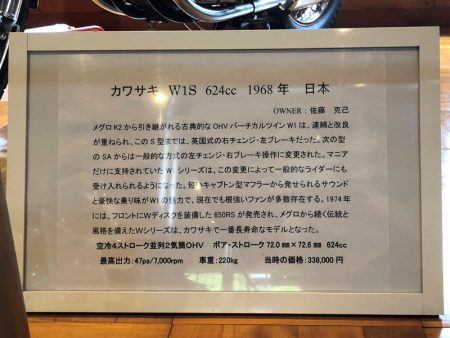 カワサキ W1S 624cc 1968年 日本
OWNER：佐藤 克己
メグロK2から引き継がれる古典的なOHVバーチカルツインW1は、連綿と改良
が重ねられ、このS型までは、英国式の右チェンジ・左ブレーキだった。次の型
のSAからは一般的な方式の左チェンジ・右ブレーキ操作に変更された。マニア
だけに支持されていたWシリーズは、この変更によって一般的なライダーにも
受け入れられるようになった。短いキャブトン型マフラーから発せられるサウンド
と豪快な乗り味がW1の魅力で、現在でも根強いファンが多数存在する。1974年
には、フロントにWディスクを装備した650RSが発売され、メグロから続く伝統と
風格を備えたWシリーズは、カワサキで一番長寿命なモデルとなった。
空冷4ストローク並列2気筒OHV ボア・ストローク72.0mm×72.6mm 624cc
最高出力：47ps/7,000rpm 車重：220kg 当時の価格：338,000円